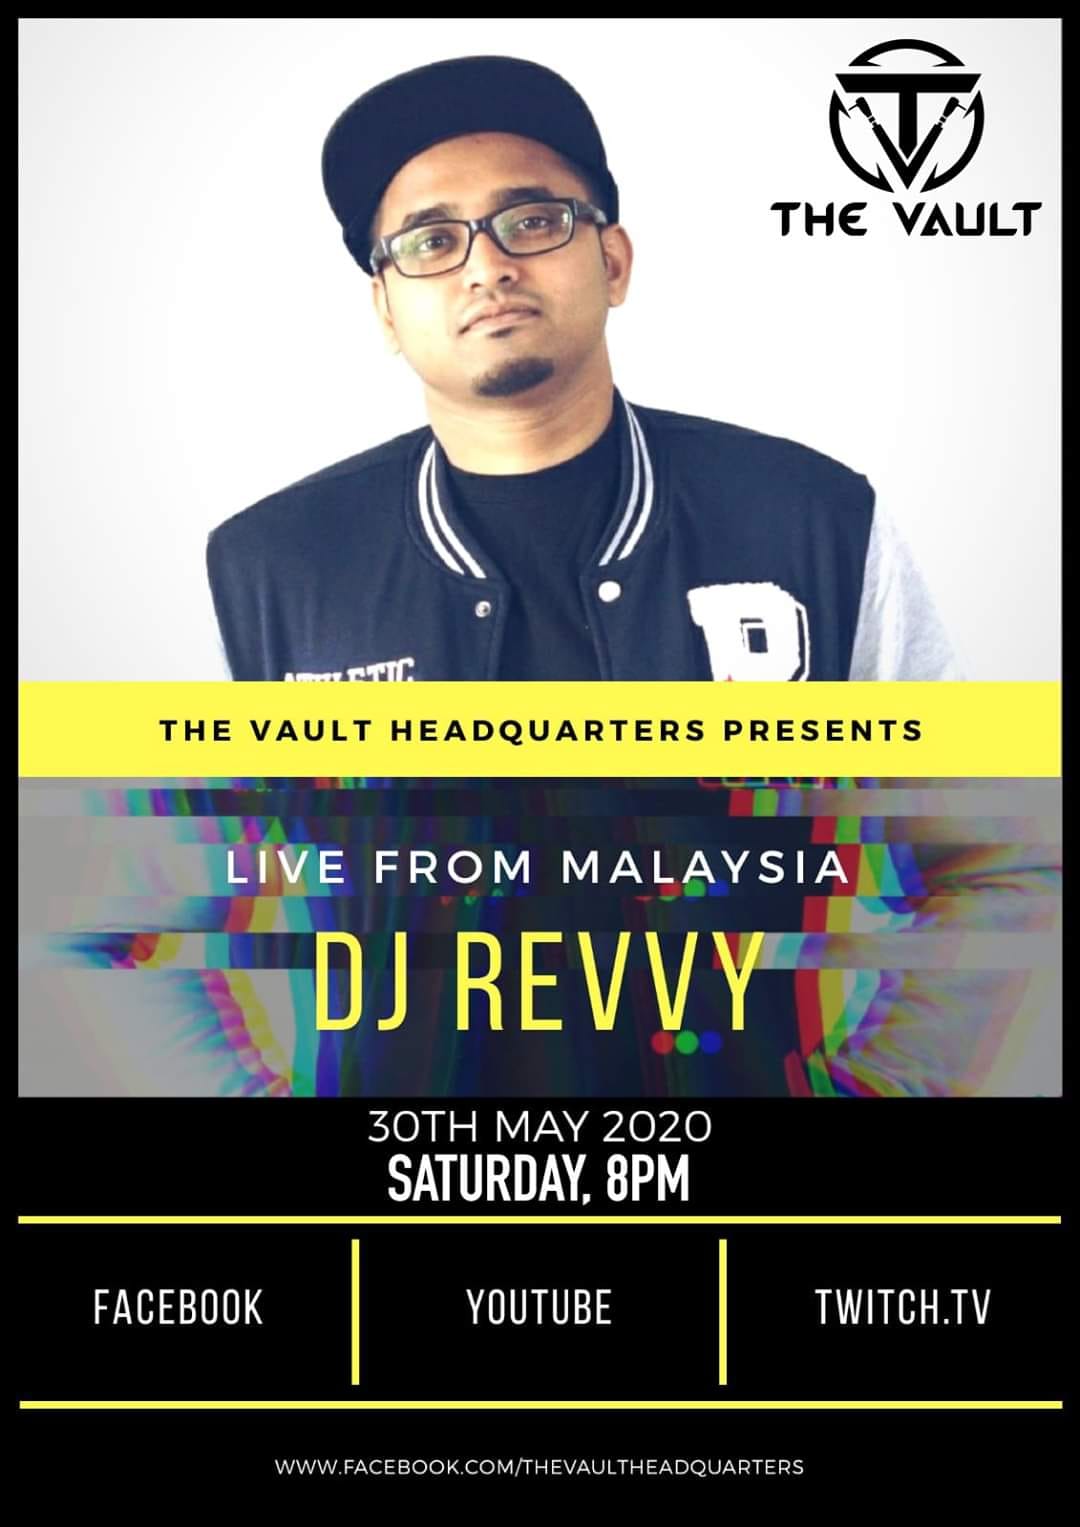 THE VAULT
ATHLETIC
THE VAULT HEADQUARTERS PRESENTS
LIVE FROM MALAYSIA
DJ REVVY
30TH MAY 2020
SATURDAY, 8PM
FACEBOOK
YOUTUBE
TWITCH.TV
WWW.FACEBOOK.COM/THEVAULTHEADQUARTERS